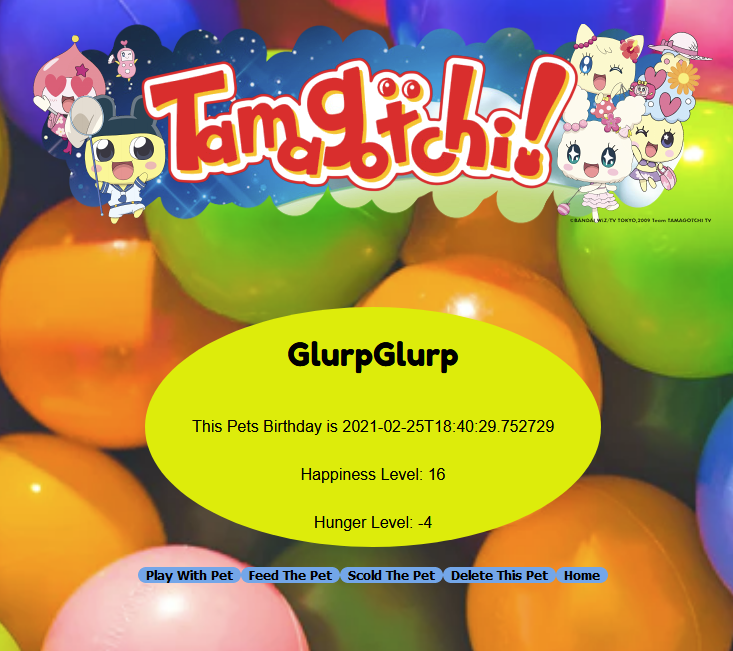 Tamagotchi!
©BANDAI,WiZ/TV TOKYO,2009 Team TAMAGOTCHI TV
GlurpGlurp
This Pets Birthday is 2021-02-25T18:40:29.752729
Happiness Level: 16
Hunger Level: -4
Play With Pet Feed The Pet Scold The Pet Delete This Pet Home